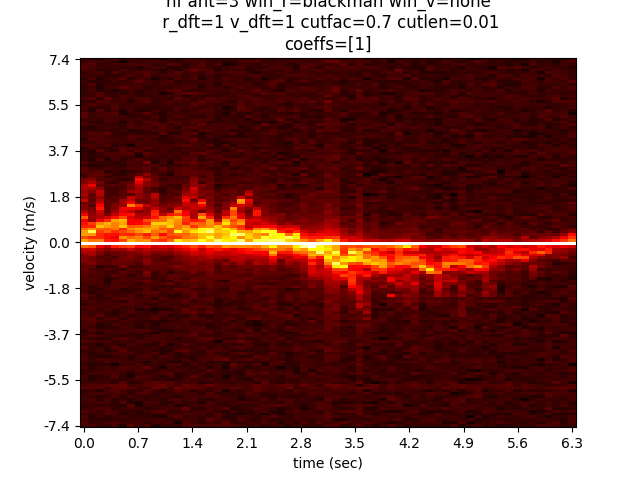 ant=3 win_r=blackman win_v=none
r_dft=1 v_dft=1 cutfac=0.7 cutlen=0.01
coeffs=[1]
7.4
5.5
3.7
1.8
0.0
-1.8
-3.7
-5.5
-7.4
velocity (m/s)
0.0 0.7 1.4 2.1 2.8 3.5 4.2 4.9 5.6 6.3
time (sec)